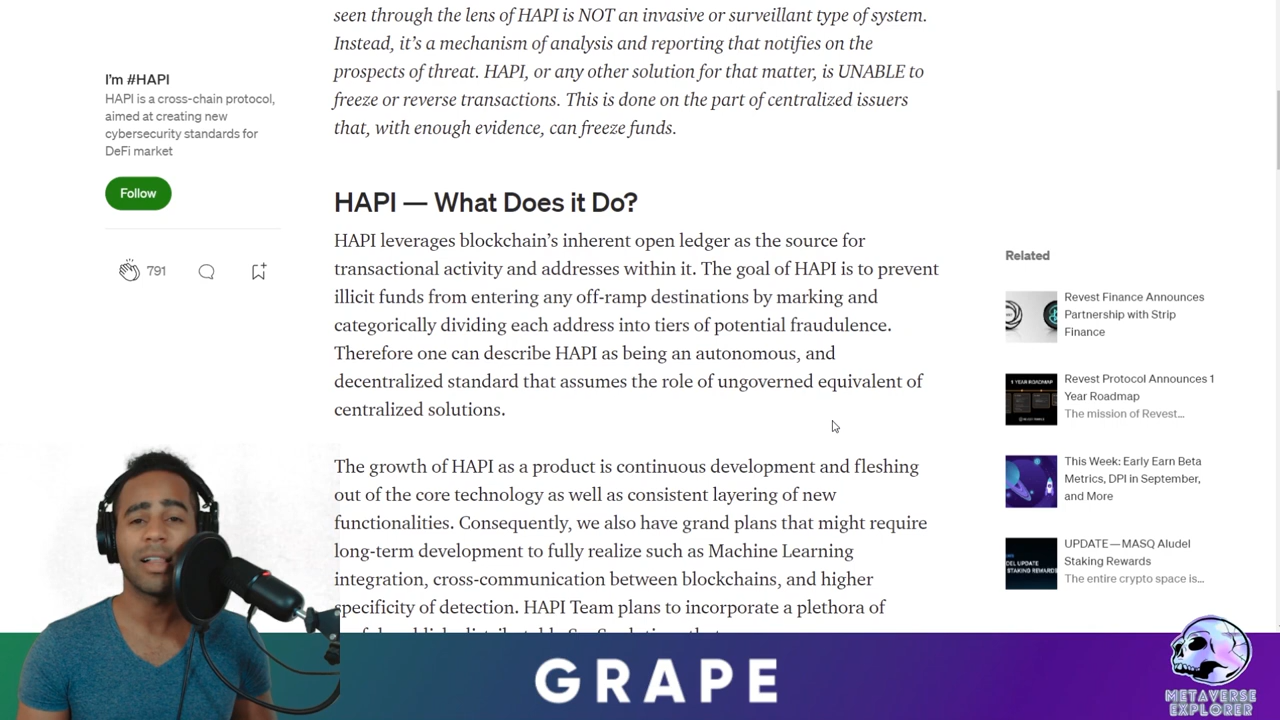 seen through the lens of HAPI is NOT an invasive or surveillant type of system.
Instead, it's a mechanism of analysis and reporting that notifies on the
prospects of threat. HAPI, or any other solution for that matter, is UNABLE to
freeze or reverse transactions. This is done on the part of centralized issuers
that, with enough evidence, can freeze funds.
I'm #HAPI
HAPI is a cross-chain protocol,
aimed at creating new
cybersecurity standards for
DeFi market
Follow
791
HAPI — What Does it Do?
HAPI leverages blockchain's inherent open ledger as the source for
transactional activity and addresses within it. The goal of HAPI is to prevent
illicit funds from entering any off-ramp destinations by marking and
categorically dividing each address into tiers of potential fraudulence.
Therefore one can describe HAPI as being an autonomous, and
decentralized standard that assumes the role of ungoverned equivalent of
centralized solutions.
The growth of HAPI as a product is continuous development and fleshing
out of the core technology as well as consistent layering of new
functionalities. Consequently, we also have grand plans that might require
long-term development to fully realize such as Machine Learning
integration, cross-communication between blockchains, and higher
specificity of detection. HAPI Team plans to incorporate a plethora of
Related
Revest Finance Announces
Partnership with Strip
Finance
Revest Protocol Announces 1
Year Roadmap
The mission of Revest...
This Week: Early Earn Beta
Metrics, DPI in September,
and More
UPDATE—MASQ Aludel
Staking Rewards
The entire crypto space is...
GRAPE
METAVERSE
EXPLORER